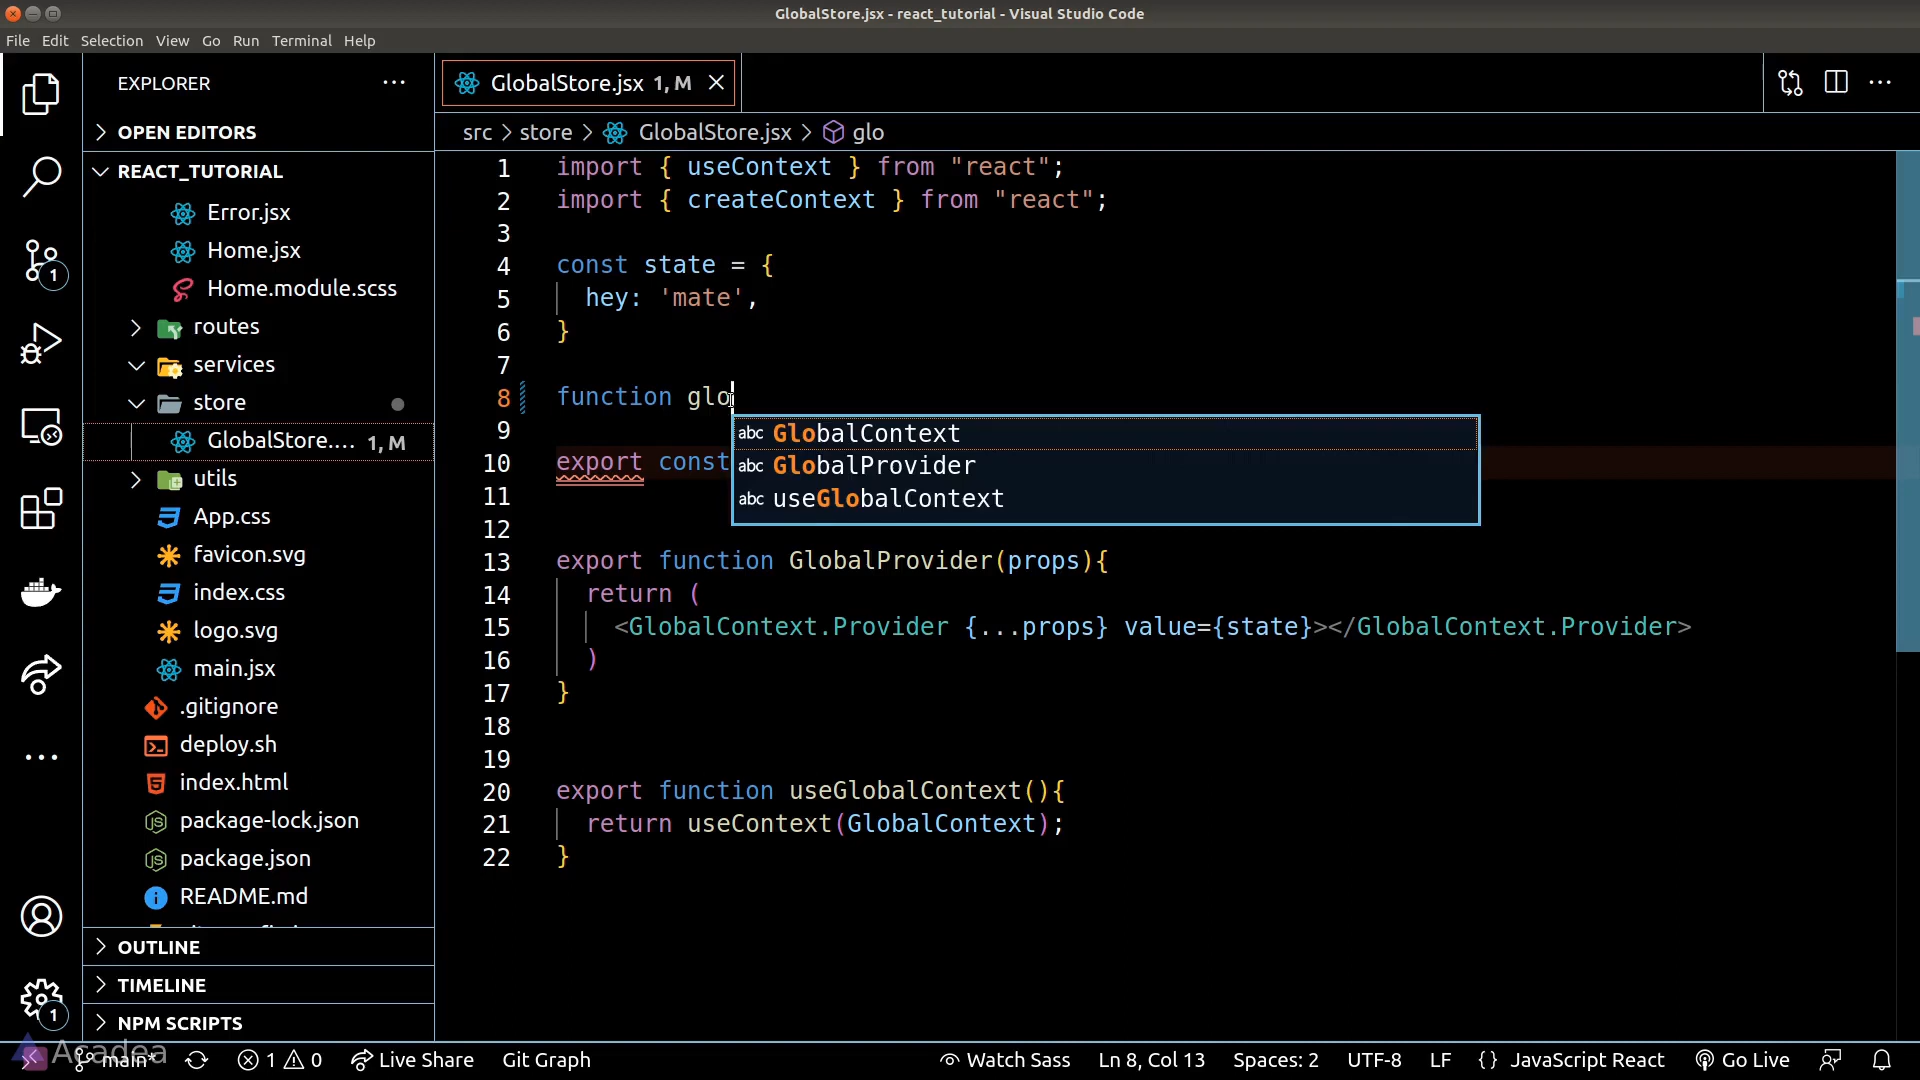 GlobalStore.jsx - react_tutorial - Visual Studio Code
File Edit Selection View Go Run Terminal Help
EXPLORER
OPEN EDITORS
REACT_TUTORIAL
Error.jsx
Home.jsx
Home.module.scss
routes
services
store
GlobalStore.... 1, M
utils
App.css
favicon.svg
index.css
logo.svg
main.jsx
.gitignore
deploy.sh
index.html
package-lock.json
package.json
README.md
OUTLINE
TIMELINE
NPM SCRIPTS
1
1
GlobalStore.jsx 1, M
src > store > GlobalStore.jsx > glo
1 import { useContext } from "react";
2 import { createContext } from "react";
3
4 const state = {
5 hey: 'mate',
6 }
7
8 function glo
9
10 export const
11
12
13 export function GlobalProvider(props){
14 return (
15 <GlobalContext.Provider {...props} value={state}></GlobalContext.Provider>
16 )
17 }
18
19
20 export function useGlobalContext(){
21 return useContext(GlobalContext);
22 }
abc GlobalContext
abc GlobalProvider
abc useGlobalContext
Acadea
main* 1 0 Live Share Git Graph Watch Sass Ln 8, Col 13 Spaces: 2 UTF-8 LF {} JavaScript React Go Live